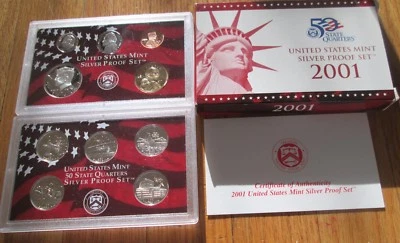 UNITED STATES MINT
SILVER PROOF SET
UNITED STATES MINT
50 STATE QUARTERS
SILVER PROOF SET
50
STATE
QUARTERS
UNITED STATES MINT
SILVER PROOF SET
2001
2001
Certificate of Authenticity
2001 United States Mint Silver Proof Set